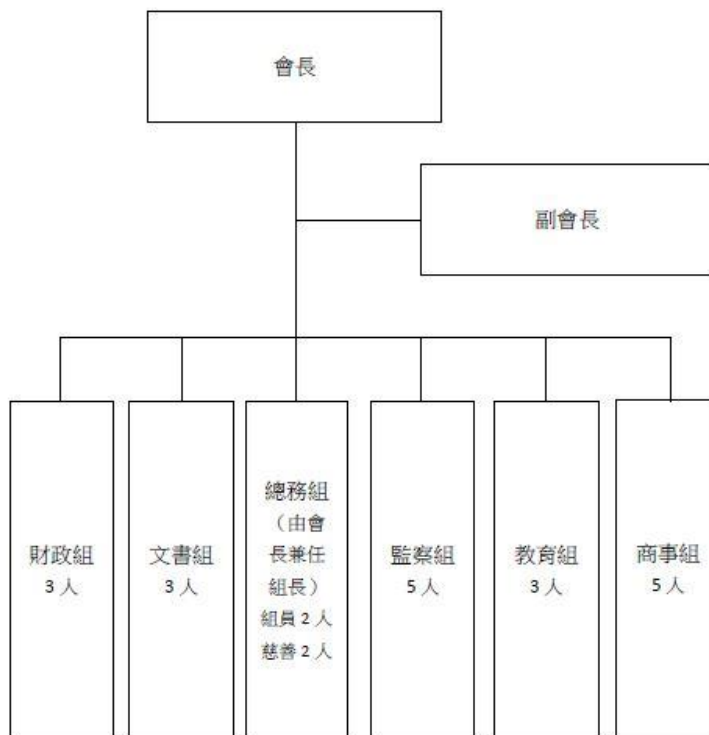 會長
副會長
財政組
3 人
文書組
3 人
總務組
（由會
長兼任
組長）
組員 2 人
慈善 2 人
監察組
5 人
教育組
3 人
商事組
5 人